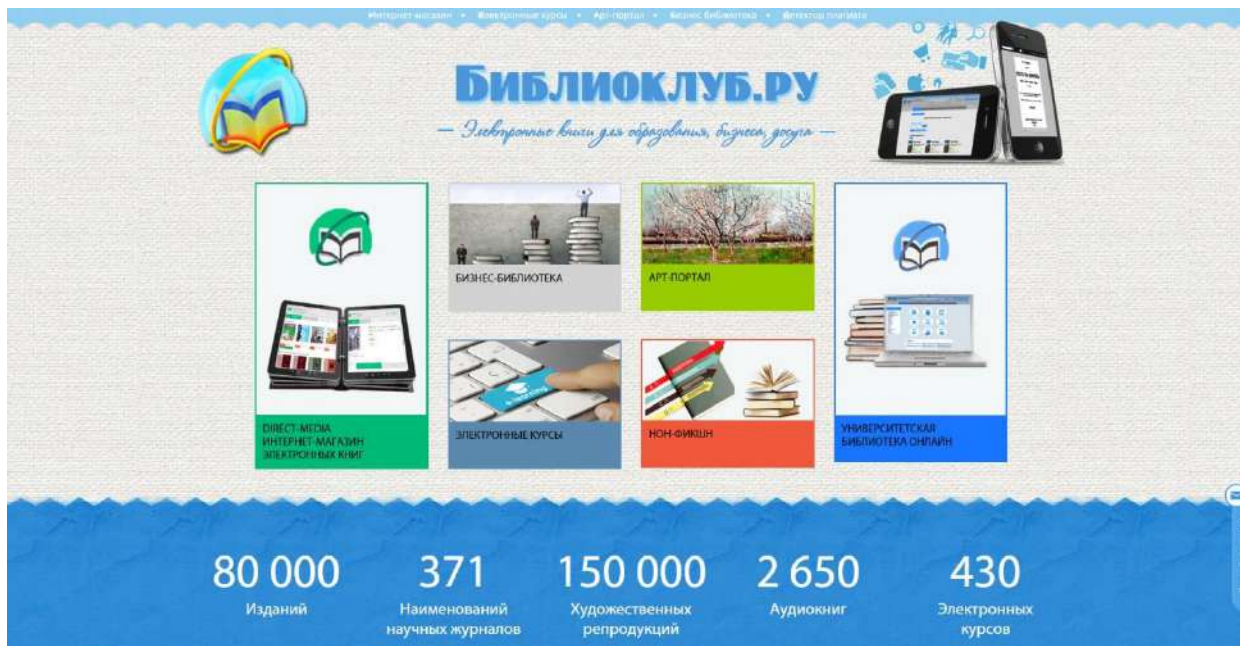 Интернет-магазин • Электронные курсы • Арт-портал • Бизнес библиотека • Детектор плагиата
БИБЛИОКЛУБ.РУ
— Электронные книги для образования, бизнеса, досуга —
БИЗНЕС-БИБЛИОТЕКА
АРТ-ПОРТАЛ
e-learning
DIRECT-MEDIA
ИНТЕРНЕТ-МАГАЗИН
ЭЛЕКТРОННЫХ КНИГ
ЭЛЕКТРОННЫЕ КУРСЫ
НОН-ФИКШН
УНИВЕРСИТЕТСКАЯ
БИБЛИОТЕКА ОНЛАЙН
80 000
Изданий
371
Наименований
научных журналов
150 000
Художественных
репродукций
2 650
Аудиокниг
430
Электронных
курсов